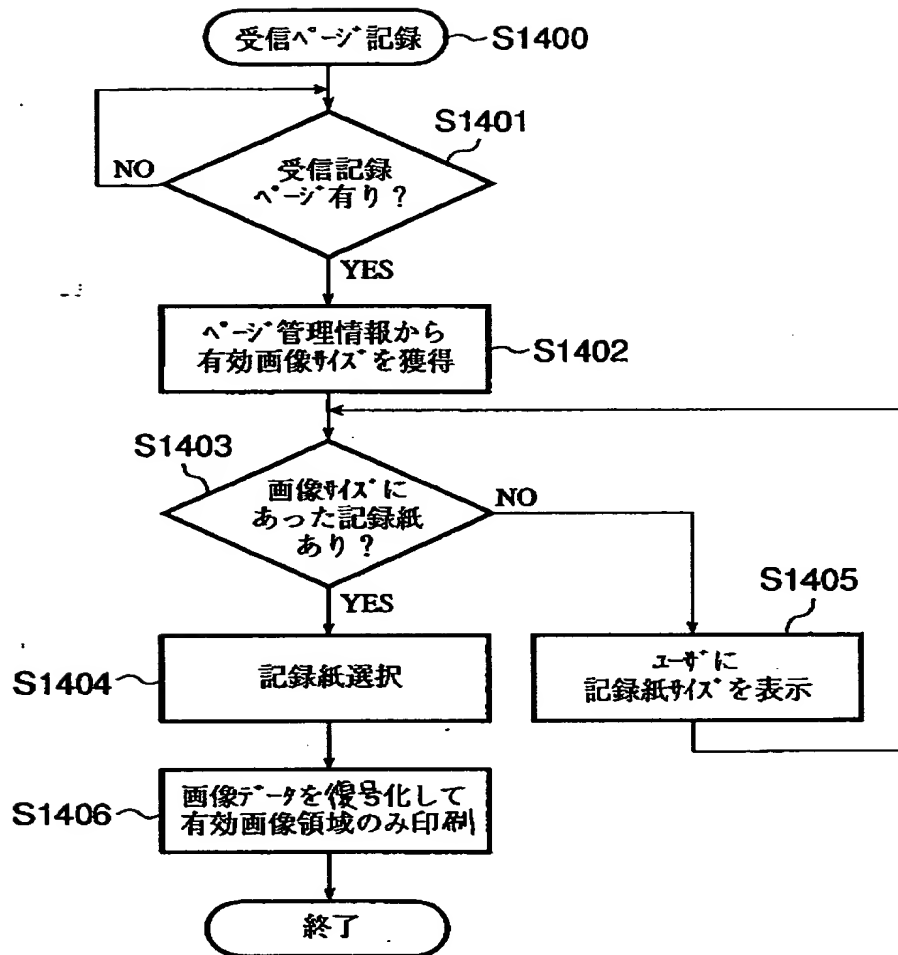 受信ページ記録
S1400
S1401
NO
受信記録
ページ有り？
YES
ページ管理情報から
有効画像サイズを獲得
S1402
S1403
画像サイズに
あった記録紙
あり？
NO
YES
S1405
S1404
記録紙選択
ユーザに
記録紙サイズを表示
S1406
画像データを復号化して
有効画像領域のみ印刷
終了